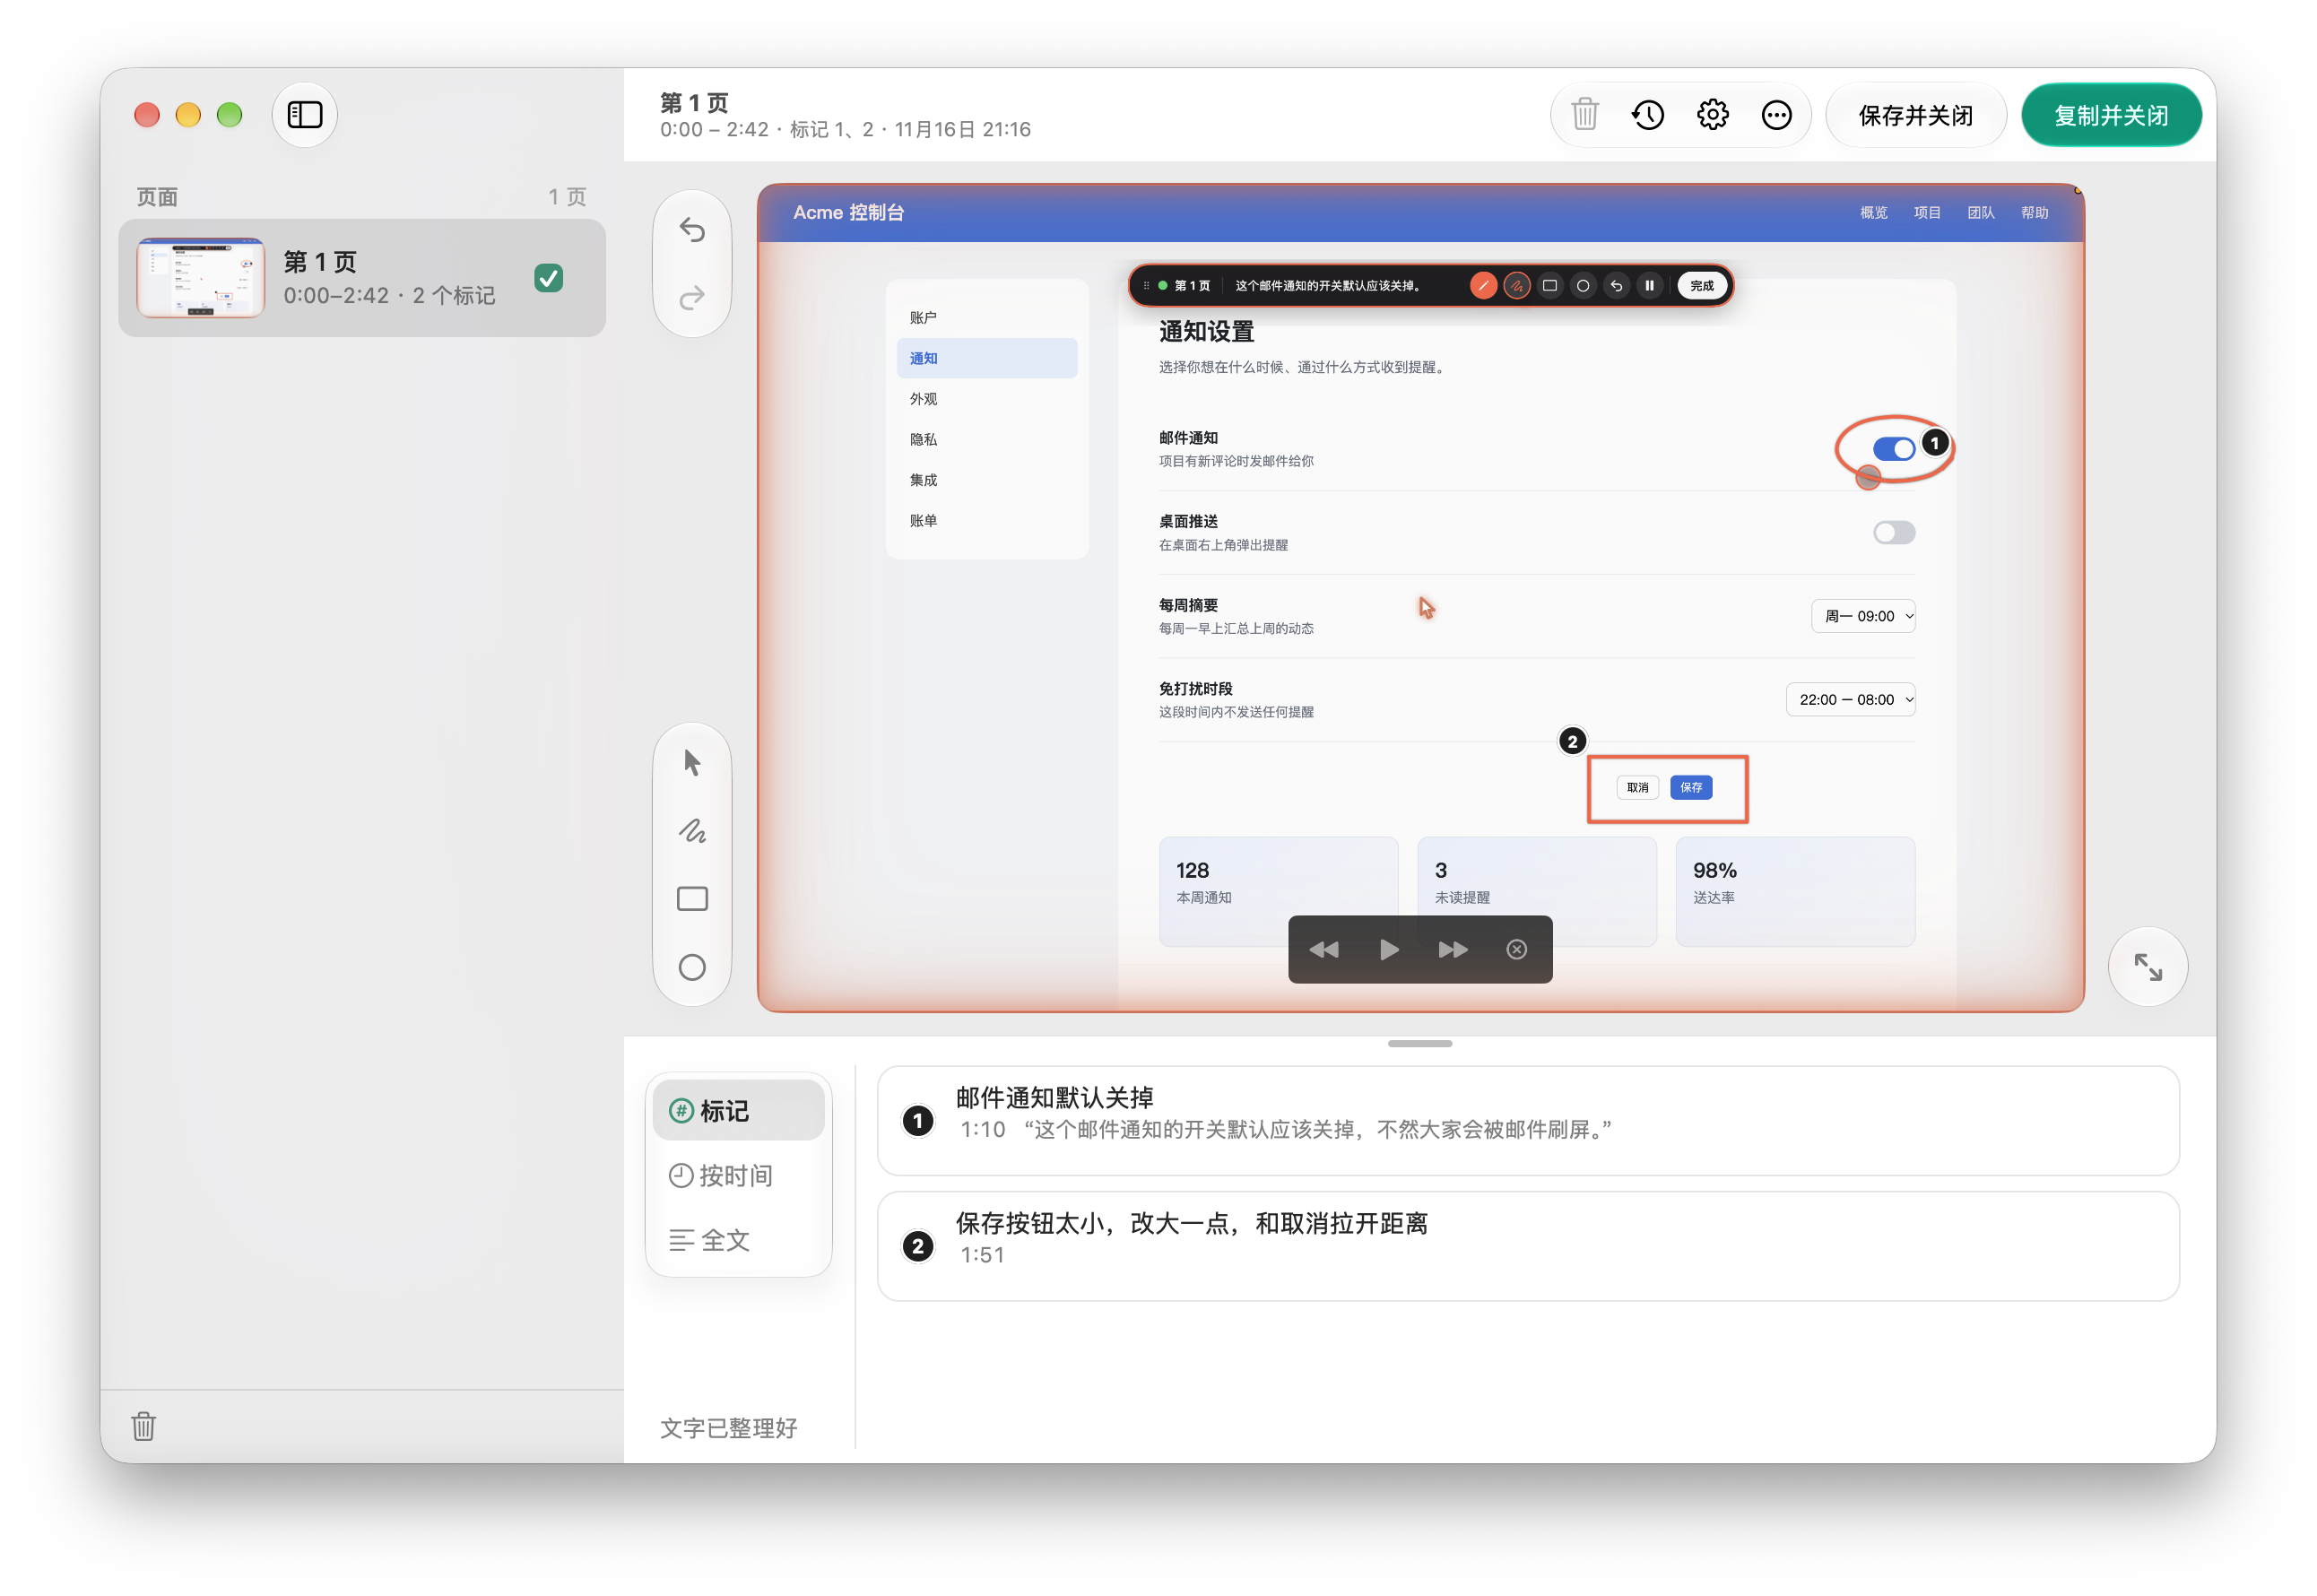 第 1 页
0:00 – 2:42 · 标记 1、2 · 11月16日 21:16
保存并关闭
复制并关闭
页面
1 页
第 1 页
0:00–2:42 · 2 个标记
Acme 控制台
概览
项目
团队
帮助
第 1 页
这个邮件通知的开关默认应该关掉。
完成
账户
通知
外观
隐私
集成
账单
通知设置
选择你想在什么时候、通过什么方式收到提醒。
邮件通知
项目有新评论时发邮件给你
1
桌面推送
在桌面右上角弹出提醒
每周摘要
每周一早上汇总上周的动态
周一 09:00
免打扰时段
这段时间内不发送任何提醒
22:00 – 08:00
2
取消
保存
128
本周通知
3
未读提醒
98%
送达率
标记
按时间
全文
文字已整理好
1
邮件通知默认关掉
1:10 “这个邮件通知的开关默认应该关掉，不然大家会被邮件刷屏。”
2
保存按钮太小，改大一点，和取消拉开距离
1:51